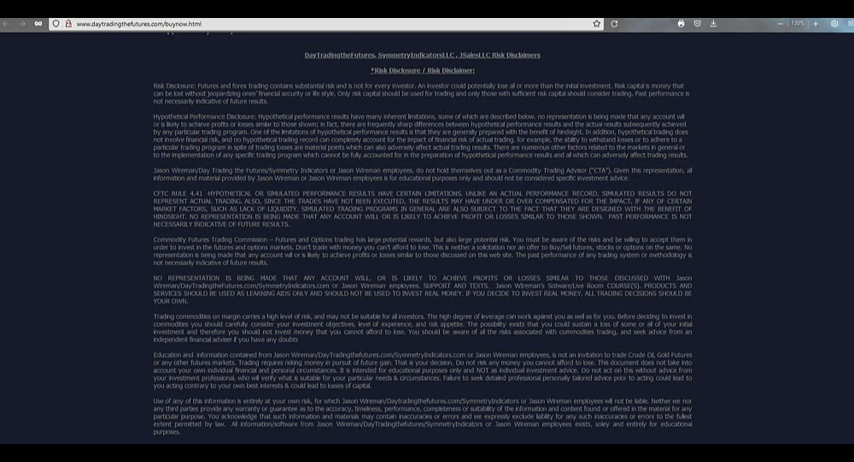 www.daytradingthefutures.com/buynow.html
120%
DayTradingtheFutures, SymmetryIndicatorsLLC, JSalesLLC Risk Disclaimers
*Risk Disclosure / Risk Disclaimer:
Risk Disclosure: Futures and forex trading contains substantial risk and is not for every investor. An investor could potentially lose all or more than the initial investment. Risk capital is money that
can be lost without jeopardizing ones' financial security or life style. Only risk capital should be used for trading and only those with sufficient risk capital should consider trading. Past performance is
not necessarily indicative of future results.
Hypothetical Performance Disclosure: Hypothetical performance results have many inherent limitations, some of which are described below. no representation is being made that any account will
or is likely to achieve profits or losses similar to those shown; in fact, there are frequently sharp differences between hypothetical performance results and the actual results subsequently achieved
by any particular trading program. One of the limitations of hypothetical performance results is that they are generally prepared with the benefit of hindsight. In addition, hypothetical trading does
not involve financial risk, and no hypothetical trading record can completely account for the impact of financial risk of actual trading. for example, the ability to withstand losses or to adhere to a
particular trading program in spite of trading losses are material points which can also adversely affect actual trading results. There are numerous other factors related to the markets in general or
to the implementation of any specific trading program which cannot be fully accounted for in the preparation of hypothetical performance results and all which can adversely affect trading results.
Jason Wireman/Day Trading the Futures/Symmetry Indicators or Jason Wireman employees, do not hold themselves out as a Commodity Trading Advisor ("CTA"). Given this representation, all
information and material provided by Jason Wireman or Jason Wireman employees is for educational purposes only and should not be considered specific investment advice.
CFTC RULE 4.41 -HYPOTHETICAL OR SIMULATED PERFORMANCE RESULTS HAVE CERTAIN LIMITATIONS. UNLIKE AN ACTUAL PERFORMANCE RECORD, SIMULATED RESULTS DO NOT
REPRESENT ACTUAL TRADING. ALSO, SINCE THE TRADES HAVE NOT BEEN EXECUTED, THE RESULTS MAY HAVE UNDER OR OVER COMPENSATED FOR THE IMPACT, IF ANY, OF CERTAIN
MARKET FACTORS, SUCH AS LACK OF LIQUIDITY. SIMULATED TRADING PROGRAMS IN GENERAL ARE ALSO SUBJECT TO THE FACT THAT THEY ARE DESIGNED WITH THE BENEFIT OF
HINDSIGHT. NO REPRESENTATION IS BEING MADE THAT ANY ACCOUNT WILL OR IS LIKELY TO ACHIEVE PROFIT OR LOSSES SIMILAR TO THOSE SHOWN. PAST PERFORMANCE IS NOT
NECESSARILY INDICATIVE OF FUTURE RESULTS.
Commodity Futures Trading Commission – Futures and Options trading has large potential rewards, but also large potential risk. You must be aware of the risks and be willing to accept them in
order to invest in the futures and options markets. Don't trade with money you can't afford to lose. This is neither a solicitation nor an offer to Buy/Sell futures, stocks or options on the same. No
representation is being made that any account will or is likely to achieve profits or losses similar to those discussed on this web site. The past performance of any trading system or methodology is
not necessarily indicative of future results.
NO REPRESENTATION IS BEING MADE THAT ANY ACCOUNT WILL, OR IS LIKELY TO ACHIEVE PROFITS OR LOSSES SIMILAR TO THOSE DISCUSSED WITH Jason
Wireman/DayTradingtheFutures.com/SymmetryIndicators.com or Jason Wireman employees, SUPPORT AND TEXTS. Jason Wireman's Sotware/Live Room COURSE(S). PRODUCTS AND
SERVICES SHOULD BE USED AS LEARNING AIDS ONLY AND SHOULD NOT BE USED TO INVEST REAL MONEY. IF YOU DECIDE TO INVEST REAL MONEY, ALL TRADING DECISIONS SHOULD BE
YOUR OWN.
Trading commodities on margin carries a high level of risk, and may not be suitable for all investors. The high degree of leverage can work against you as well as for you. Before deciding to invest in
commodities you should carefully consider your investment objectives, level of experience, and risk appetite. The possibility exists that you could sustain a loss of some or all of your initial
investment and therefore you should not invest money that you cannot afford to lose. You should be aware of all the risks associated with commodities trading, and seek advice from an
independent financial adviser if you have any doubts
Education and information contained from Jason Wireman/DayTradingtheFutures.com/SymmetryIndicators.com or Jason Wireman employees, is not an invitation to trade Crude Oil, Gold Futures
or any other futures markets. Trading requires risking money in pursuit of future gain. That is your decision. Do not risk any money you cannot afford to lose. This document does not take into
account your own individual financial and personal circumstances. It is intended for educational purposes only and NOT as individual investment advice. Do not act on this without advice from
your investment professional, who will verify what is suitable for your particular needs & circumstances. Failure to seek detailed professional personally tailored advice prior to acting could lead to
you acting contrary to your own best interests & could lead to losses of capital.
Use of any of this information is entirely at your own risk, for which Jason Wireman/DayTradingtheFutures.com/SymmetryIndicators or Jason Wireman employees will not be liable. Neither we nor
any third parties provide any warranty or guarantee as to the accuracy, timeliness, performance, completeness or suitability of the information and content found or offered in the material for any
particular purpose. You acknowledge that such information and materials may contain inaccuracies or errors and we expressly exclude liability for any such inaccuracies or errors to the fullest
extent permitted by law. All information/software from Jason Wireman/DayTradingtheFutures/SymmetryIndicators or Jason Wireman employees exists, soley and entirely for educational
purposes.